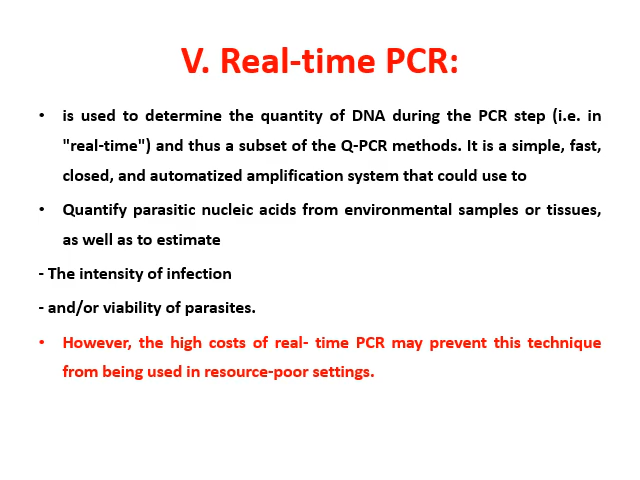 V. Real-time PCR:
• is used to determine the quantity of DNA during the PCR step (i.e. in
"real-time") and thus a subset of the Q-PCR methods. It is a simple, fast,
closed, and automatized amplification system that could use to
• Quantify parasitic nucleic acids from environmental samples or tissues,
as well as to estimate
- The intensity of infection
- and/or viability of parasites.
• However, the high costs of real- time PCR may prevent this technique
from being used in resource-poor settings.